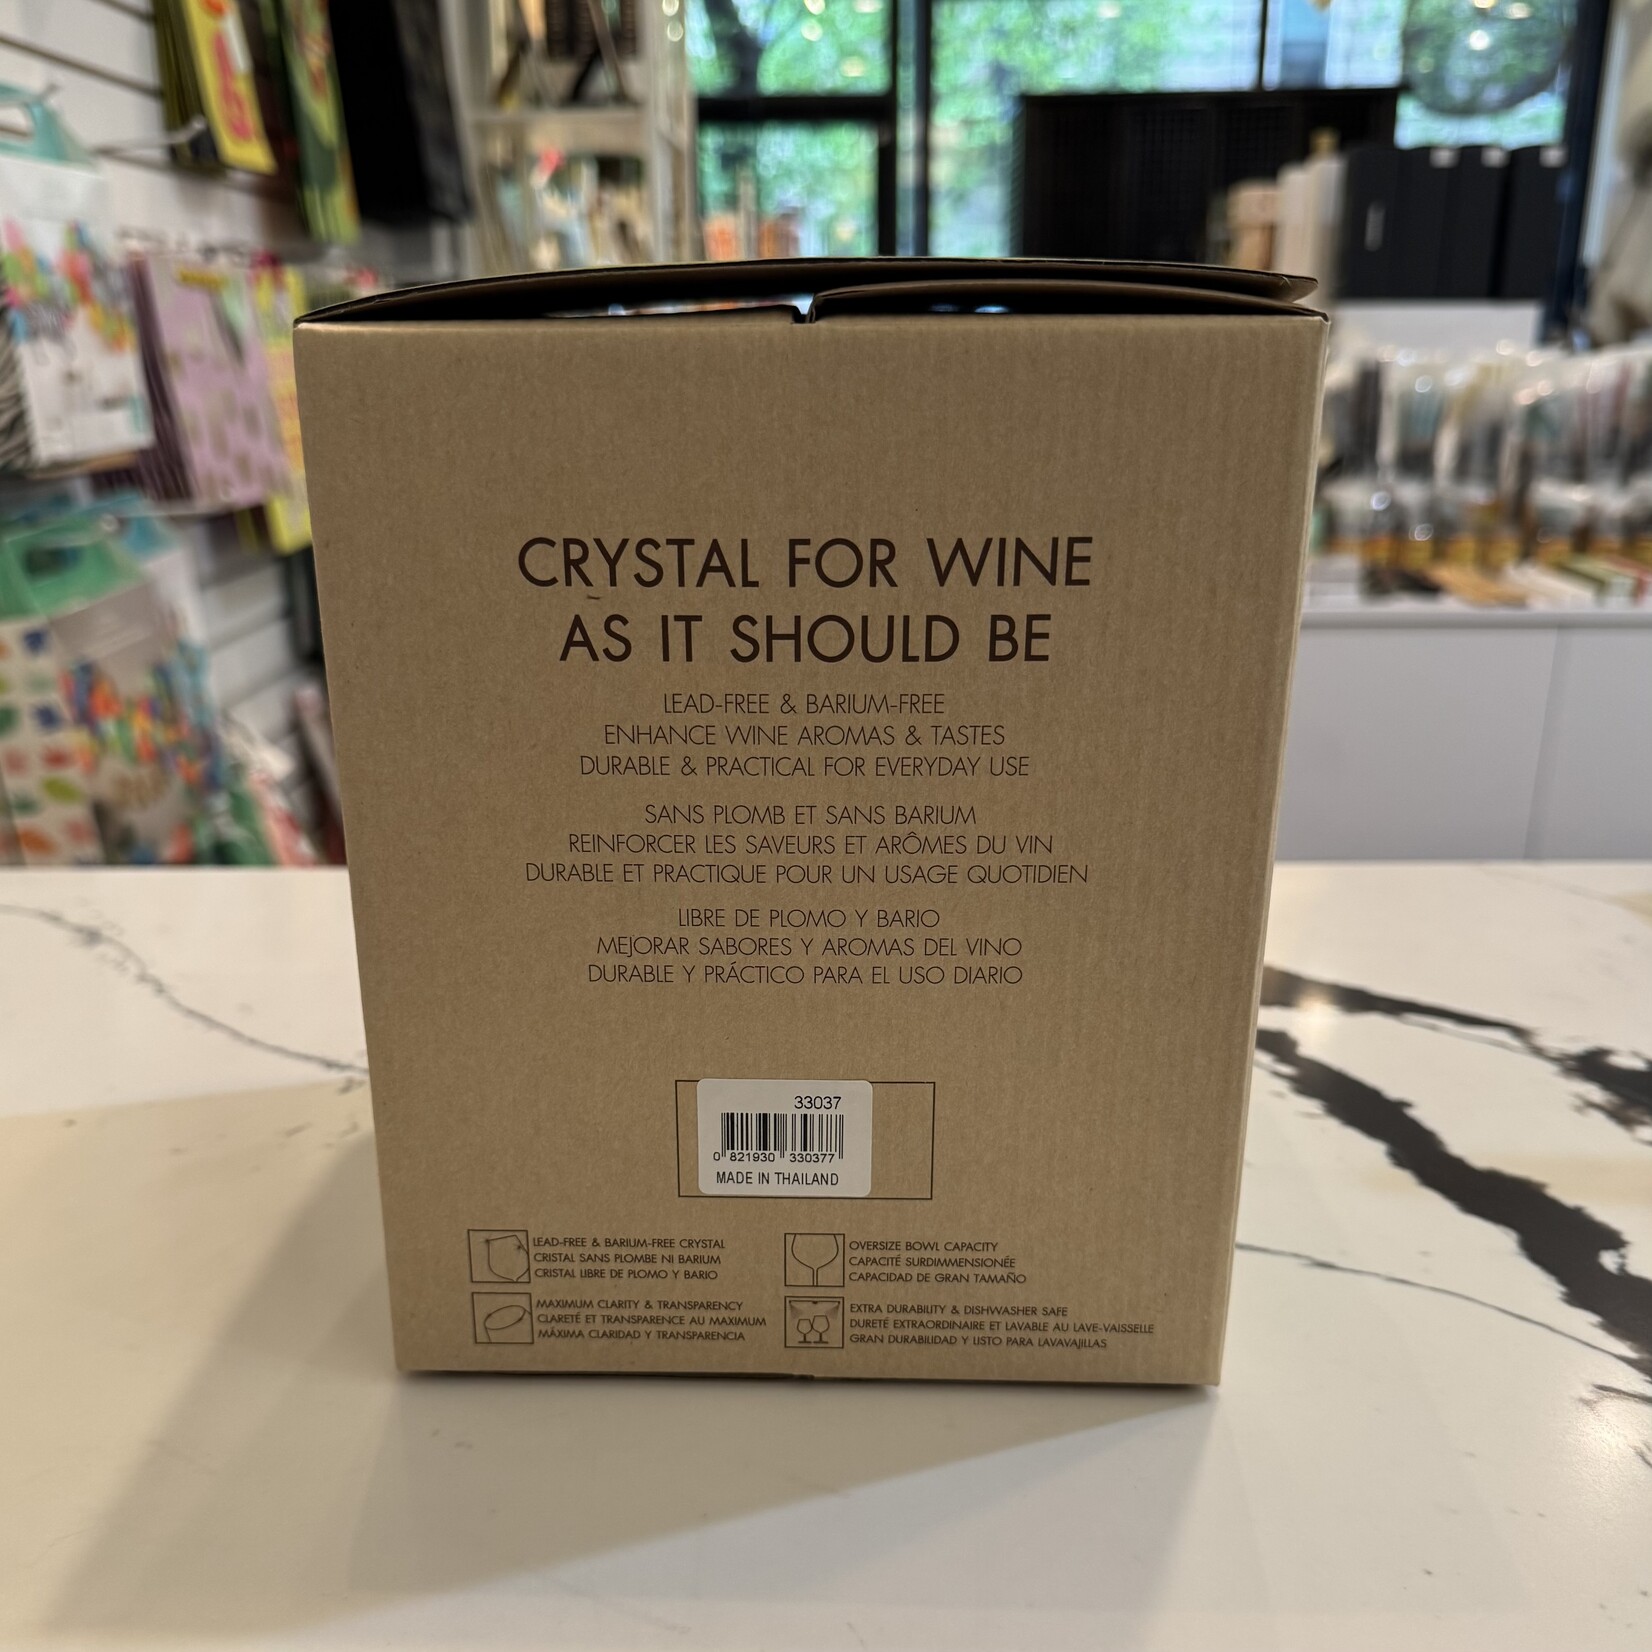 CRYSTAL FOR WINE
AS IT SHOULD BE
LEAD-FREE & BARIUM-FREE
ENHANCE WINE AROMAS & TASTES
DURABLE & PRACTICAL FOR EVERYDAY USE
SANS PLOMB ET SANS BARIUM
REINFORCER LES SAVEURS ET ARÔMES DU VIN
DURABLE ET PRACTIQUE POUR UN USAGE QUOTIDIEN
LIBRE DE PLOMO Y BARIO
MEJORAR SABORES Y AROMAS DEL VINO
DURABLE Y PRÁCTICO PARA EL USO DIARIO
33037
0 821930 330377
MADE IN THAILAND
LEAD-FREE & BARIUM-FREE CRYSTAL
CRISTAL SANS PLOMBE NI BARIUM
CRISTAL LIBRE DE PLOMO Y BARIO
OVERSIZE BOWL CAPACITY
CAPACITÉ SURDIMMENSIONÉE
CAPACIDAD DE GRAN TAMAÑO
MAXIMUM CLARITY & TRANSPARENCY
CLARETÉ ET TRANSPARENCE AU MAXIMUM
MÁXIMA CLARIDAD Y TRANSPARENCIA
EXTRA DURABILITY & DISHWASHER SAFE
DURETÉ EXTRAORDINAIRE ET LAVABLE AU LAVE-VAISSELLE
GRAN DURABILIDAD Y LISTO PARA LAVAVAJILLAS